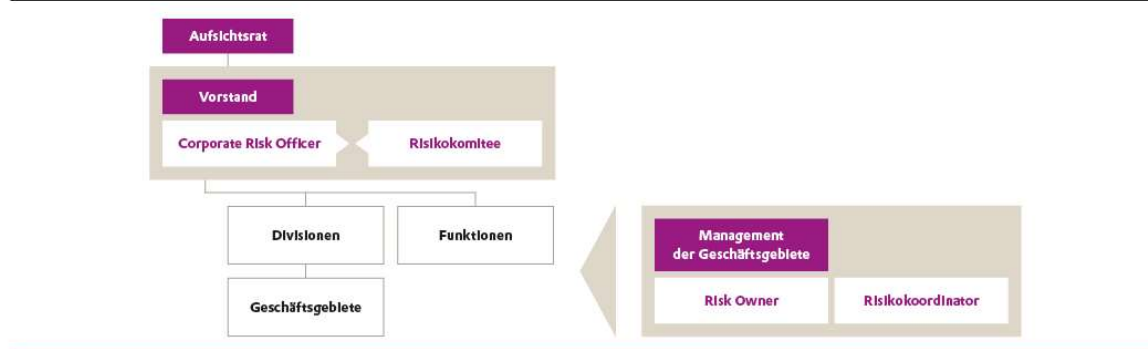 Aufsichtsrat
Vorstand
Corporate Risk Officer
Risikokomitee
Divisionen
Funktionen
Geschäftsgebiete
Management
der Geschäftsgebiete
Risk Owner
Risikokoordinator